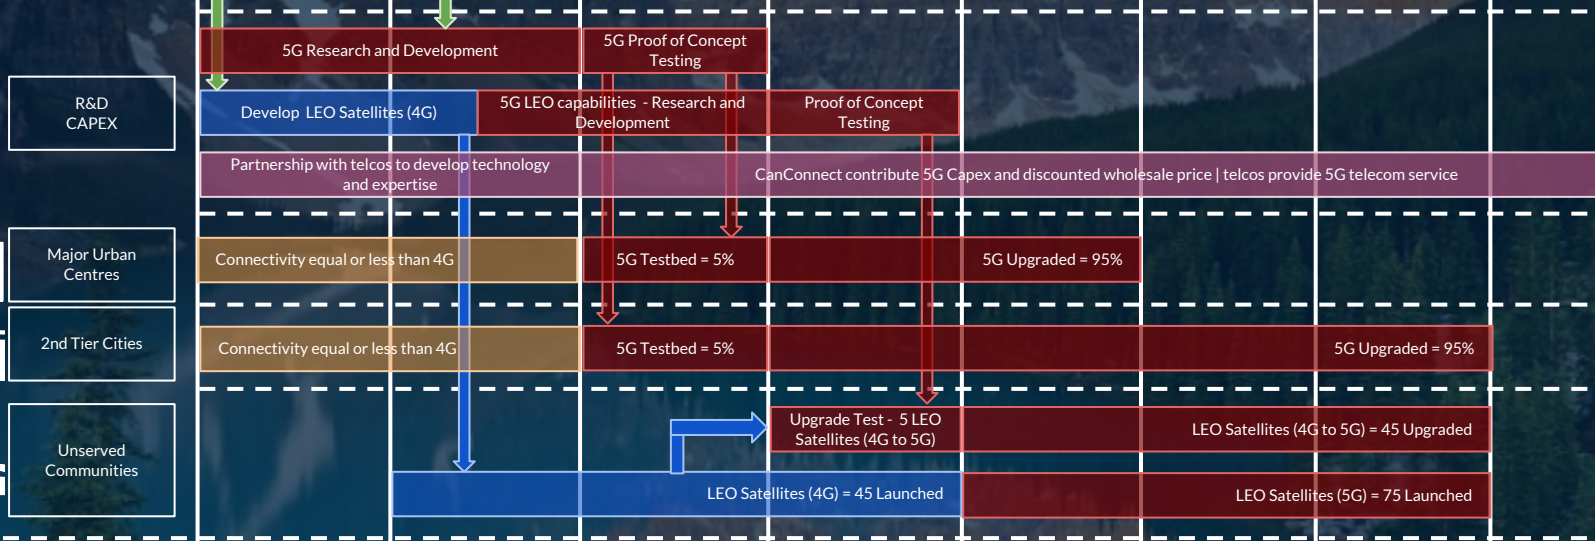 5G Research and Development
5G Proof of Concept
Testing
R&D
CAPEX
Develop LEO Satellites (4G)
5G LEO capabilities - Research and
Development
Proof of Concept
Testing
Partnership with telcos to develop technology
and expertise
CanConnect contribute 5G Capex and discounted wholesale price | telcos provide 5G telecom service
Major Urban
Centres
Connectivity equal or less than 4G
5G Testbed = 5%
5G Upgraded = 95%
2nd Tier Cities
Connectivity equal or less than 4G
5G Testbed = 5%
5G Upgraded = 95%
Unserved
Communities
Upgrade Test - 5 LEO
Satellites (4G to 5G)
LEO Satellites (4G to 5G) = 45 Upgraded
LEO Satellites (4G) = 45 Launched
LEO Satellites (5G) = 75 Launched